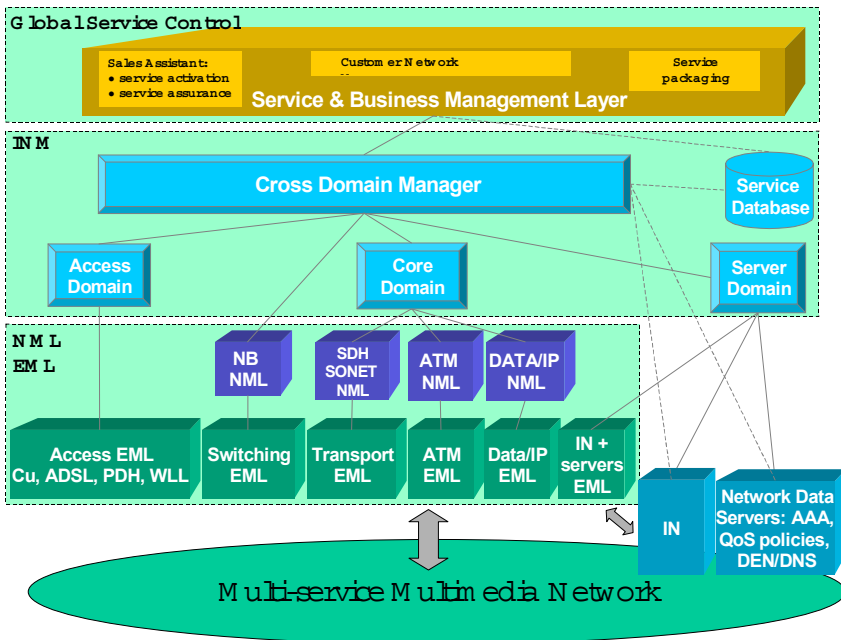 Global Service Control
Sales Assistant:
• service activation
• service assurance
Customer Network
Service
packaging
Service & Business Management Layer
INM
Cross Domain Manager
Service
Database
Access
Domain
Core
Domain
Server
Domain
NML
EML
NB
NML
SDH
SONET
NML
ATM
NML
DATA/IP
NML
Access EML
Cu, ADSL, PDH, WLL
Switching
EML
Transport
EML
ATM
EML
Data/IP
EML
IN +
servers
EML
IN
Network Data
Servers: AAA,
QoS policies,
DEN/DNS
Multi-service Multimedia Network